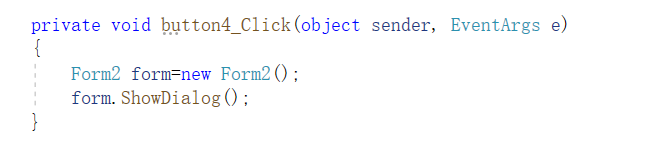 private void button4_Click(object sender, EventArgs e)
{
Form2 form=new Form2();
form.ShowDialog();
}